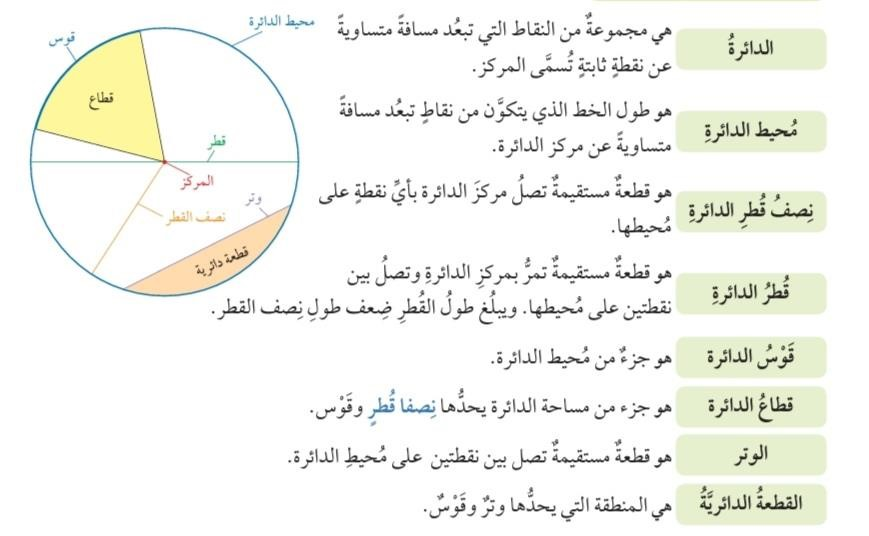 الدائرةُ
هي مجموعةٌ من النقاط التي تبعُد مسافةً متساويةً
عن نقطةٍ ثابتةٍ تُسمَّى المركز.
مُحيط الدائرةِ
هو طول الخط الذي يتكوَّن من نقاطٍ تبعُد مسافةً
متساويةً عن مركز الدائرة.
نِصفُ قُطرِ الدائرةِ
هو قطعةٌ مستقيمةٌ تصلُ مركزَ الدائرة بأيِّ نقطةٍ على
مُحيطها.
قُطرُ الدائرةِ
هو قطعةٌ مستقيمةٌ تمرُّ بمركزِ الدائرةِ وتصلُ بين
نقطتين على مُحيطها. ويبلُغ طولُ القُطرِ ضِعف طولِ نِصف القطر.
قَوْسُ الدائرة
هو جزءٌ من مُحيط الدائرة.
قطاعُ الدائرة
هو جزء من مساحة الدائرة يحدُّها نِصفا قُطرٍ وقَوْس.
الوتر
هو قطعةٌ مستقيمةٌ تصل بين نقطتين على مُحيطِ الدائرة.
القطعةُ الدائريَّةُ
هي المنطقة التي يحدُّها وترٌ وقَوْسٌ.
محيط الدائرة
قوس
قطاع
قطر
المركز
وتر
نصف القطر
قطعة دائرية